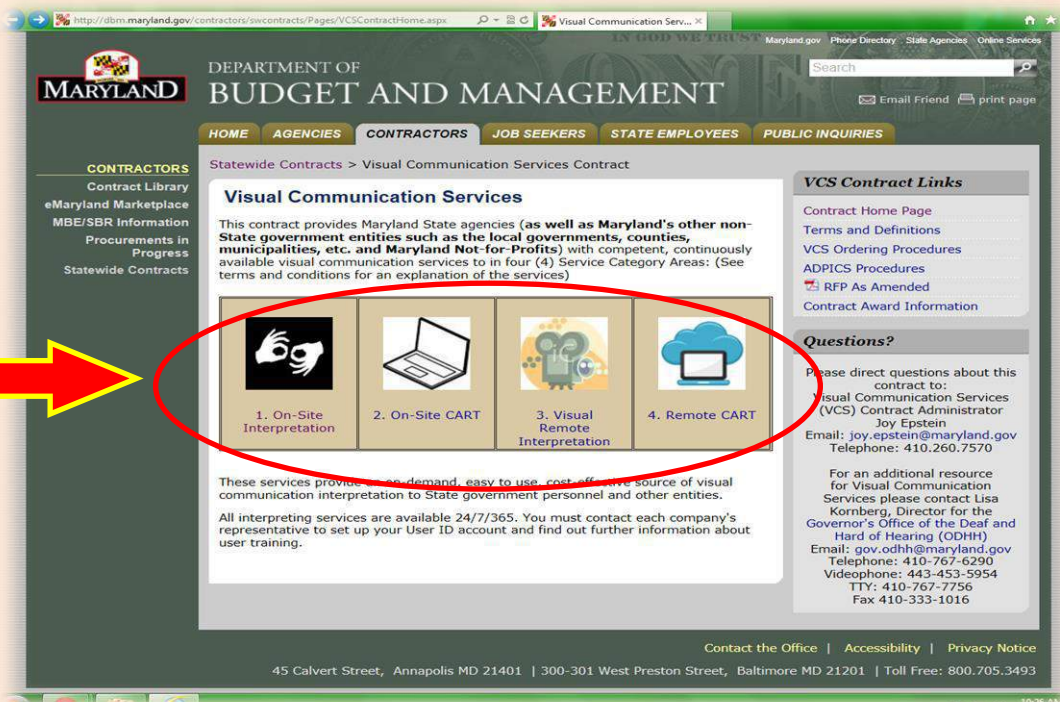 http://dbm.maryland.gov/contractors/swcontracts/Pages/VCSContractHome.aspx
Visual Communication Serv...
IN GOD WE TRUST
Maryland.gov Phone Directory State Agencies Online Services
MARYLAND
DEPARTMENT OF
BUDGET AND MANAGEMENT
Search
Email Friend print page
HOME AGENCIES CONTRACTORS JOB SEEKERS STATE EMPLOYEES PUBLIC INQUIRIES
CONTRACTORS
Contract Library
eMaryland Marketplace
MBE/SBR Information
Procurements in
Progress
Statewide Contracts
Statewide Contracts > Visual Communication Services Contract
Visual Communication Services
This contract provides Maryland State agencies (as well as Maryland's other non-
State government entities such as the local governments, counties,
municipalities, etc. and Maryland Not-for-Profits) with competent, continuously
available visual communication services to in four (4) Service Category Areas: (See
terms and conditions for an explanation of the services)
1. On-Site
Interpretation
2. On-Site CART
3. Visual
Remote
Interpretation
4. Remote CART
These services provide an on-demand, easy to use, cost-effective source of visual
communication interpretation to State government personnel and other entities.
All interpreting services are available 24/7/365. You must contact each company's
representative to set up your User ID account and find out further information about
user training.
VCS Contract Links
Contract Home Page
Terms and Definitions
VCS Ordering Procedures
ADPICS Procedures
RFP As Amended
Contract Award Information
Questions?
Please direct questions about this
contract to:
Visual Communication Services
(VCS) Contract Administrator
Joy Epstein
Email: joy.epstein@maryland.gov
Telephone: 410.260.7570
For an additional resource
for Visual Communication
Services please contact Lisa
Kornberg, Director for the
Governor's Office of the Deaf and
Hard of Hearing (ODHH)
Email: gov.odhh@maryland.gov
Telephone: 410-767-6290
Videophone: 443-453-5954
TTY: 410-767-7756
Fax 410-333-1016
Contact the Office | Accessibility | Privacy Notice
45 Calvert Street, Annapolis MD 21401 | 300-301 West Preston Street, Baltimore MD 21201 | Toll Free: 800.705.3493